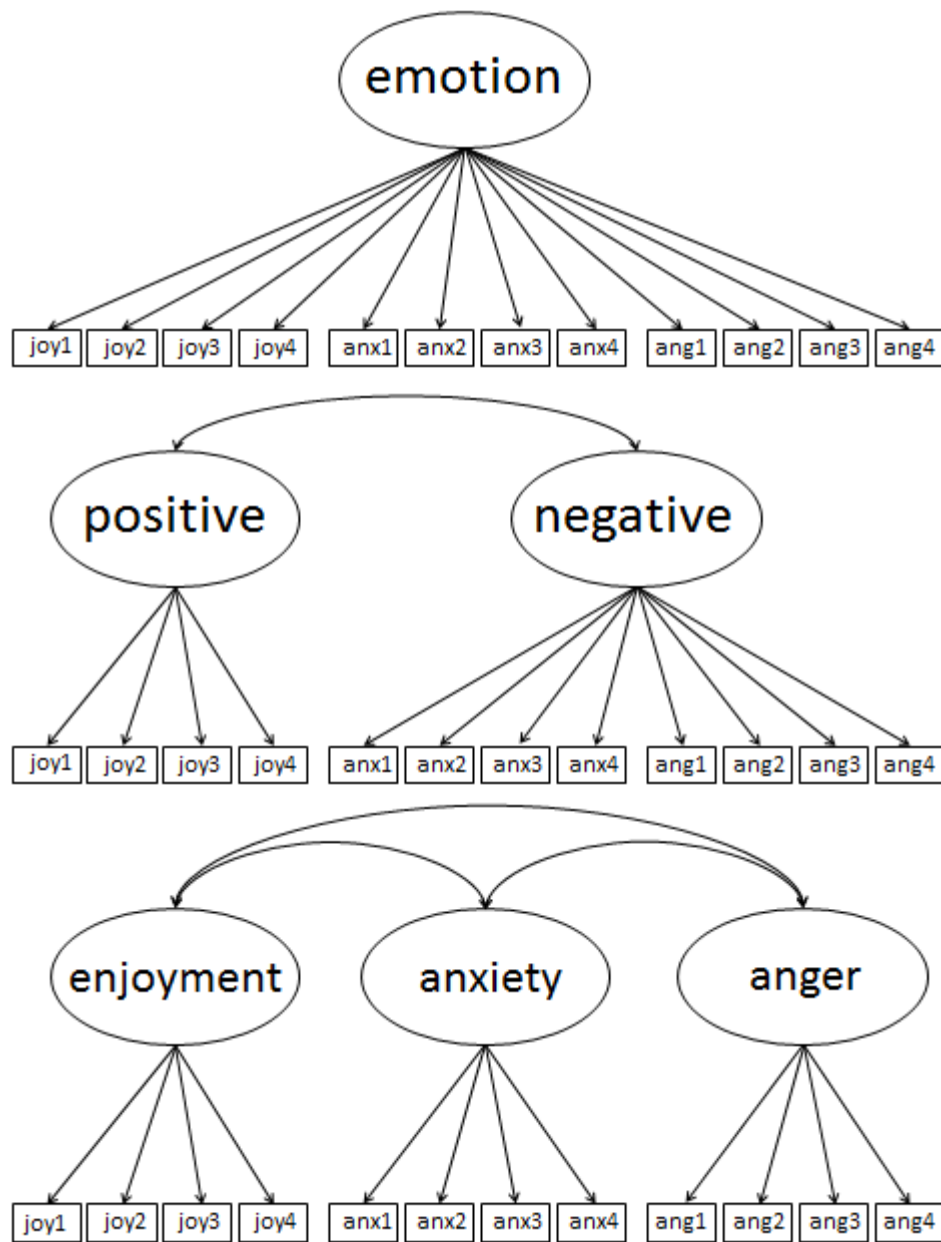 emotion
joy1 joy2 joy3 joy4 anx1 anx2 anx3 anx4 ang1 ang2 ang3 ang4
positive negative
joy1 joy2 joy3 joy4 anx1 anx2 anx3 anx4 ang1 ang2 ang3 ang4
enjoyment anxiety anger
joy1 joy2 joy3 joy4 anx1 anx2 anx3 anx4 ang1 ang2 ang3 ang4